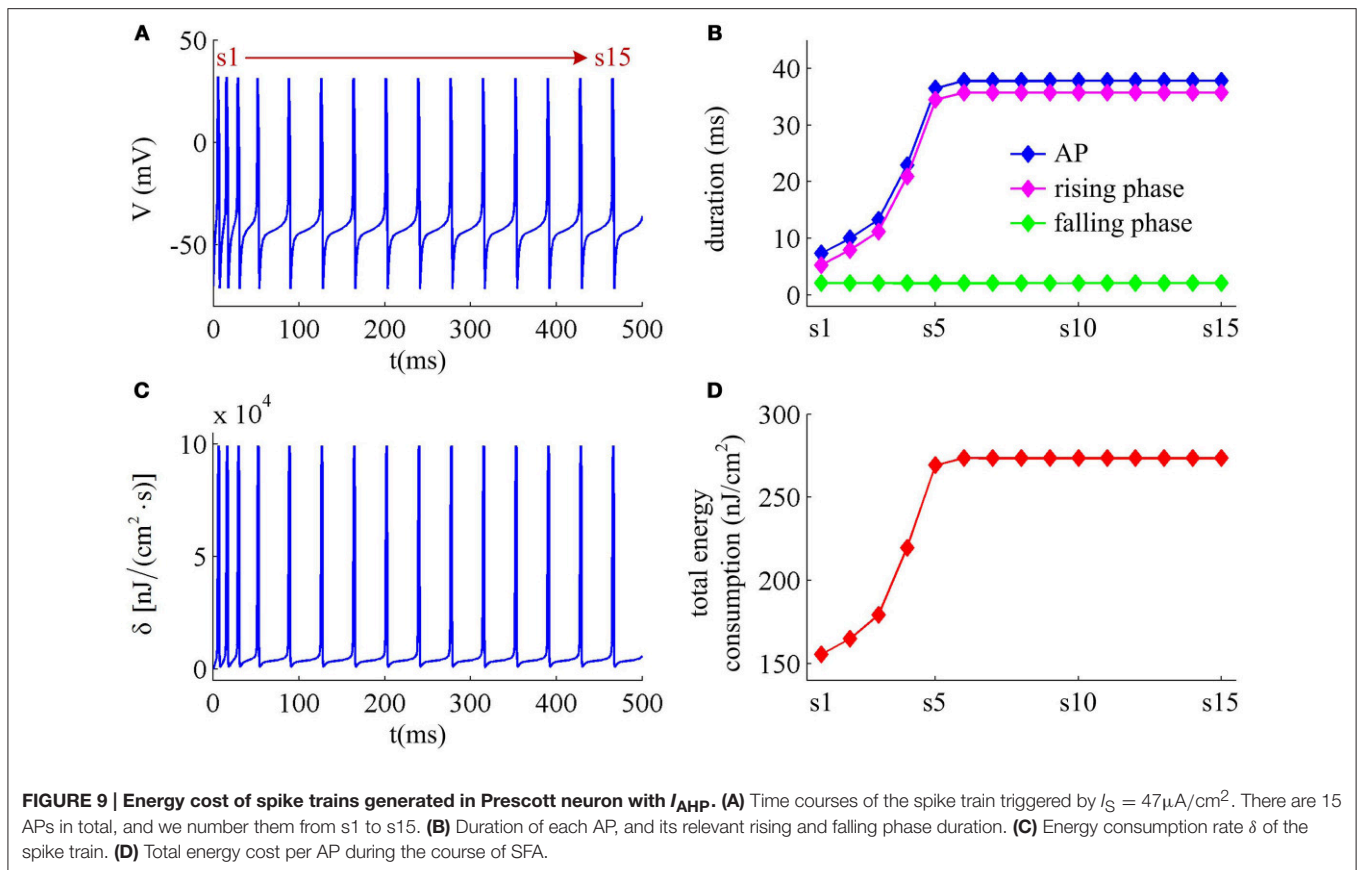 A
50
s1
s15
0
-50
V (mV)
0 100 200 300 400 500
t(ms)
B
40
30
20
10
0
duration (ms)
AP
rising phase
falling phase
s1 s5 s10 s15
C
x 10^4
10
5
0
δ [nJ/(cm²·s)]
0 100 200 300 400 500
t(ms)
D
300
250
200
150
total energy
consumption (nJ/cm²)
s1 s5 s10 s15
FIGURE 9 | Energy cost of spike trains generated in Prescott neuron with I_AHP. (A) Time courses of the spike train triggered by I_S = 47μA/cm². There are 15
APs in total, and we number them from s1 to s15. (B) Duration of each AP, and its relevant rising and falling phase duration. (C) Energy consumption rate δ of the
spike train. (D) Total energy cost per AP during the course of SFA.